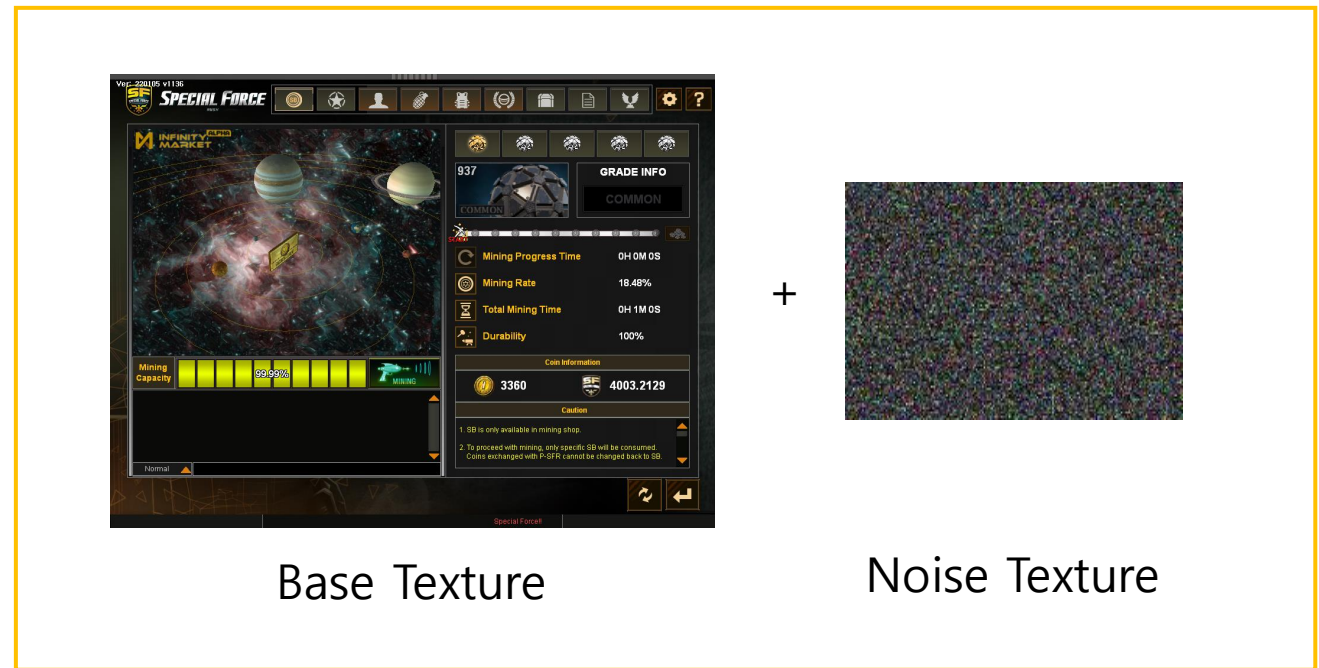 Ver: 220105 v1136
SF
SPECIAL FORCE
?
INFINITY ALPHA
MARKET
937
COMMON
GRADE INFO
COMMON
Mining Progress Time 0H 0M 0S
Mining Rate 18.48%
Total Mining Time 0H 1M 0S
Durability 100%
Mining
Capacity
99.99%
MINING
Coin Information
3360
SF
4003.2129
Caution
1. SB is only available in mining shop.
2. To proceed with mining, only specific SB will be consumed.
Coins exchanged with P-SFR cannot be changed back to SB.
Normal
Special Force!!
+
Base Texture
Noise Texture